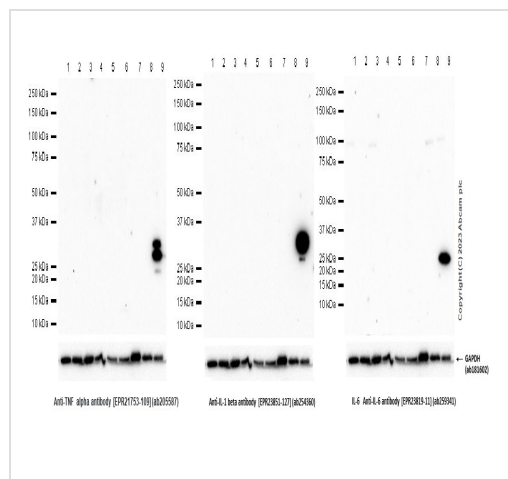 1 2 3 4 5 6 7 8 9
250 kDa
150 kDa
100 kDa
75 kDa
50 kDa
37 kDa
25 kDa
20 kDa
15 kDa
10 kDa
Anti-TNF alpha antibody [EPR21753-109](ab205587)
1 2 3 4 5 6 7 8 9
250 kDa
150 kDa
100 kDa
75 kDa
50 kDa
37 kDa
25 kDa
20 kDa
15 kDa
10 kDa
Anti-IL-1 beta antibody [EPR23851-127](ab254360)
1 2 3 4 5 6 7 8 9
250 kDa
150 kDa
100 kDa
75 kDa
50 kDa
37 kDa
25 kDa
20 kDa
15 kDa
10 kDa
IL-6 Anti-IL-6 antibody [EPR23819-11](ab259341)
← GAPDH
(ab181602)
Copyright (C) 2023 Abcam plc